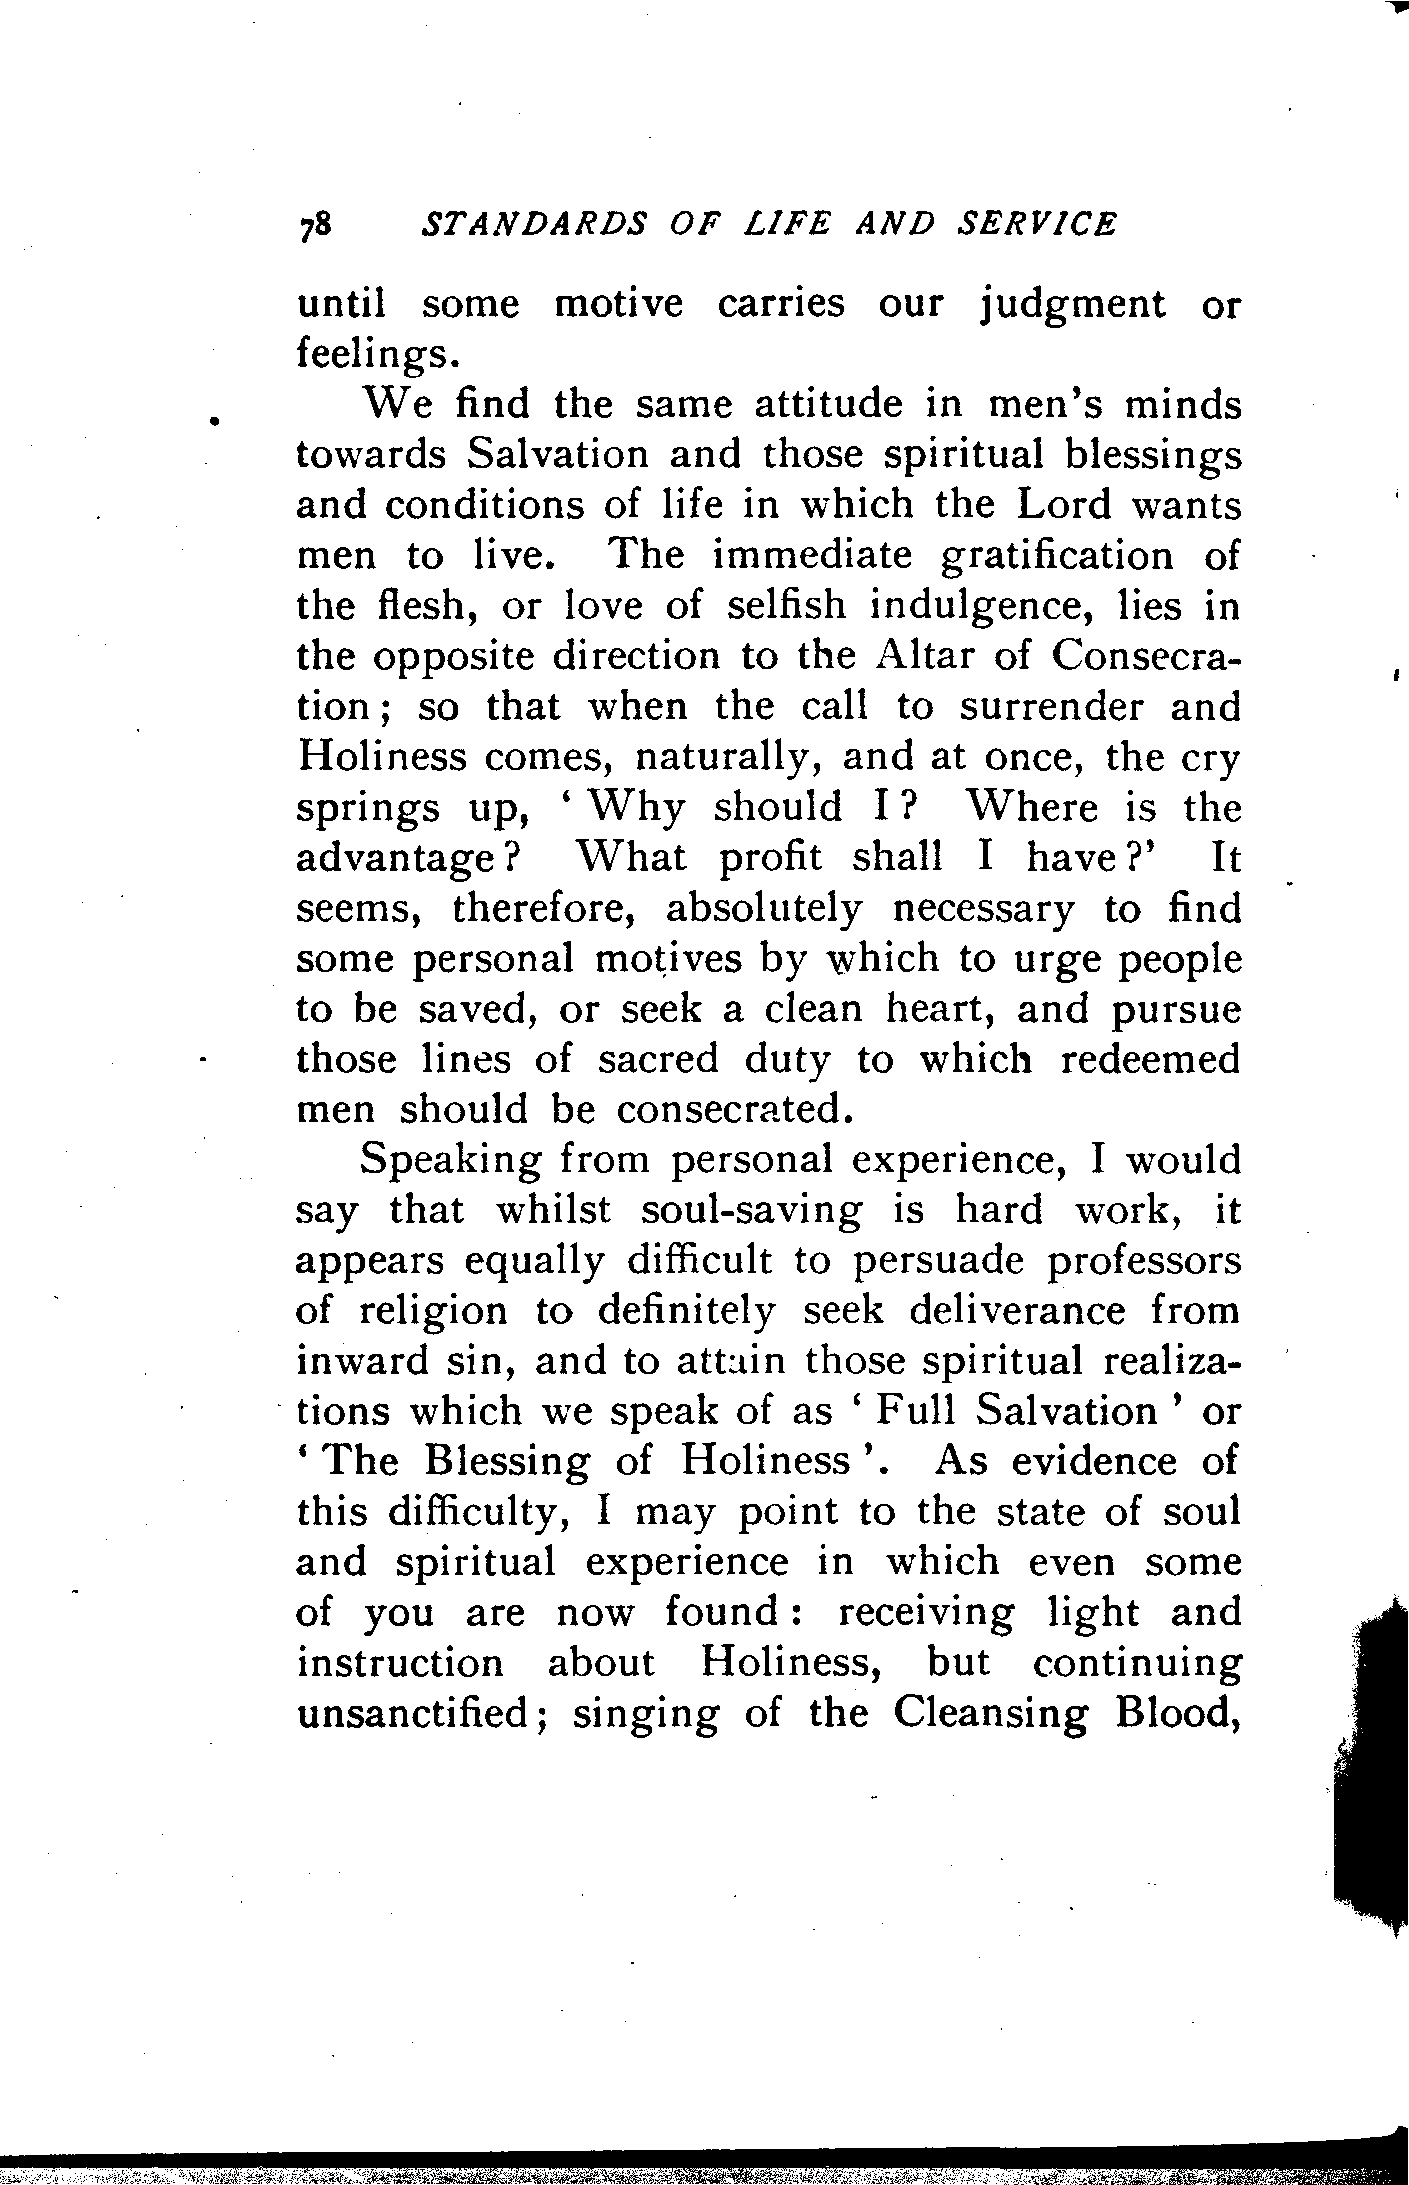 78 STANDARDS OF LIFE AND SERVICE
until some motive carries our judgment or
feelings.
We find the same attitude in men's minds
towards Salvation and those spiritual blessings
and conditions of life in which the Lord wants
men to live. The immediate gratification of
the flesh, or love of selfish indulgence, lies in
the opposite direction to the Altar of Consecra-
tion; so that when the call to surrender and
Holiness comes, naturally, and at once, the cry
springs up, ‘ Why should I? Where is the
advantage? What profit shall I have?’ It
seems, therefore, absolutely necessary to find
some personal motives by which to urge people
to be saved, or seek a clean heart, and pursue
those lines of sacred duty to which redeemed
men should be consecrated.
Speaking from personal experience, I would
say that whilst soul-saving is hard work, it
appears equally difficult to persuade professors
of religion to definitely seek deliverance from
inward sin, and to attain those spiritual realiza-
tions which we speak of as ‘ Full Salvation ’ or
‘ The Blessing of Holiness ’. As evidence of
this difficulty, I may point to the state of soul
and spiritual experience in which even some
of you are now found: receiving light and
instruction about Holiness, but continuing
unsanctified; singing of the Cleansing Blood,